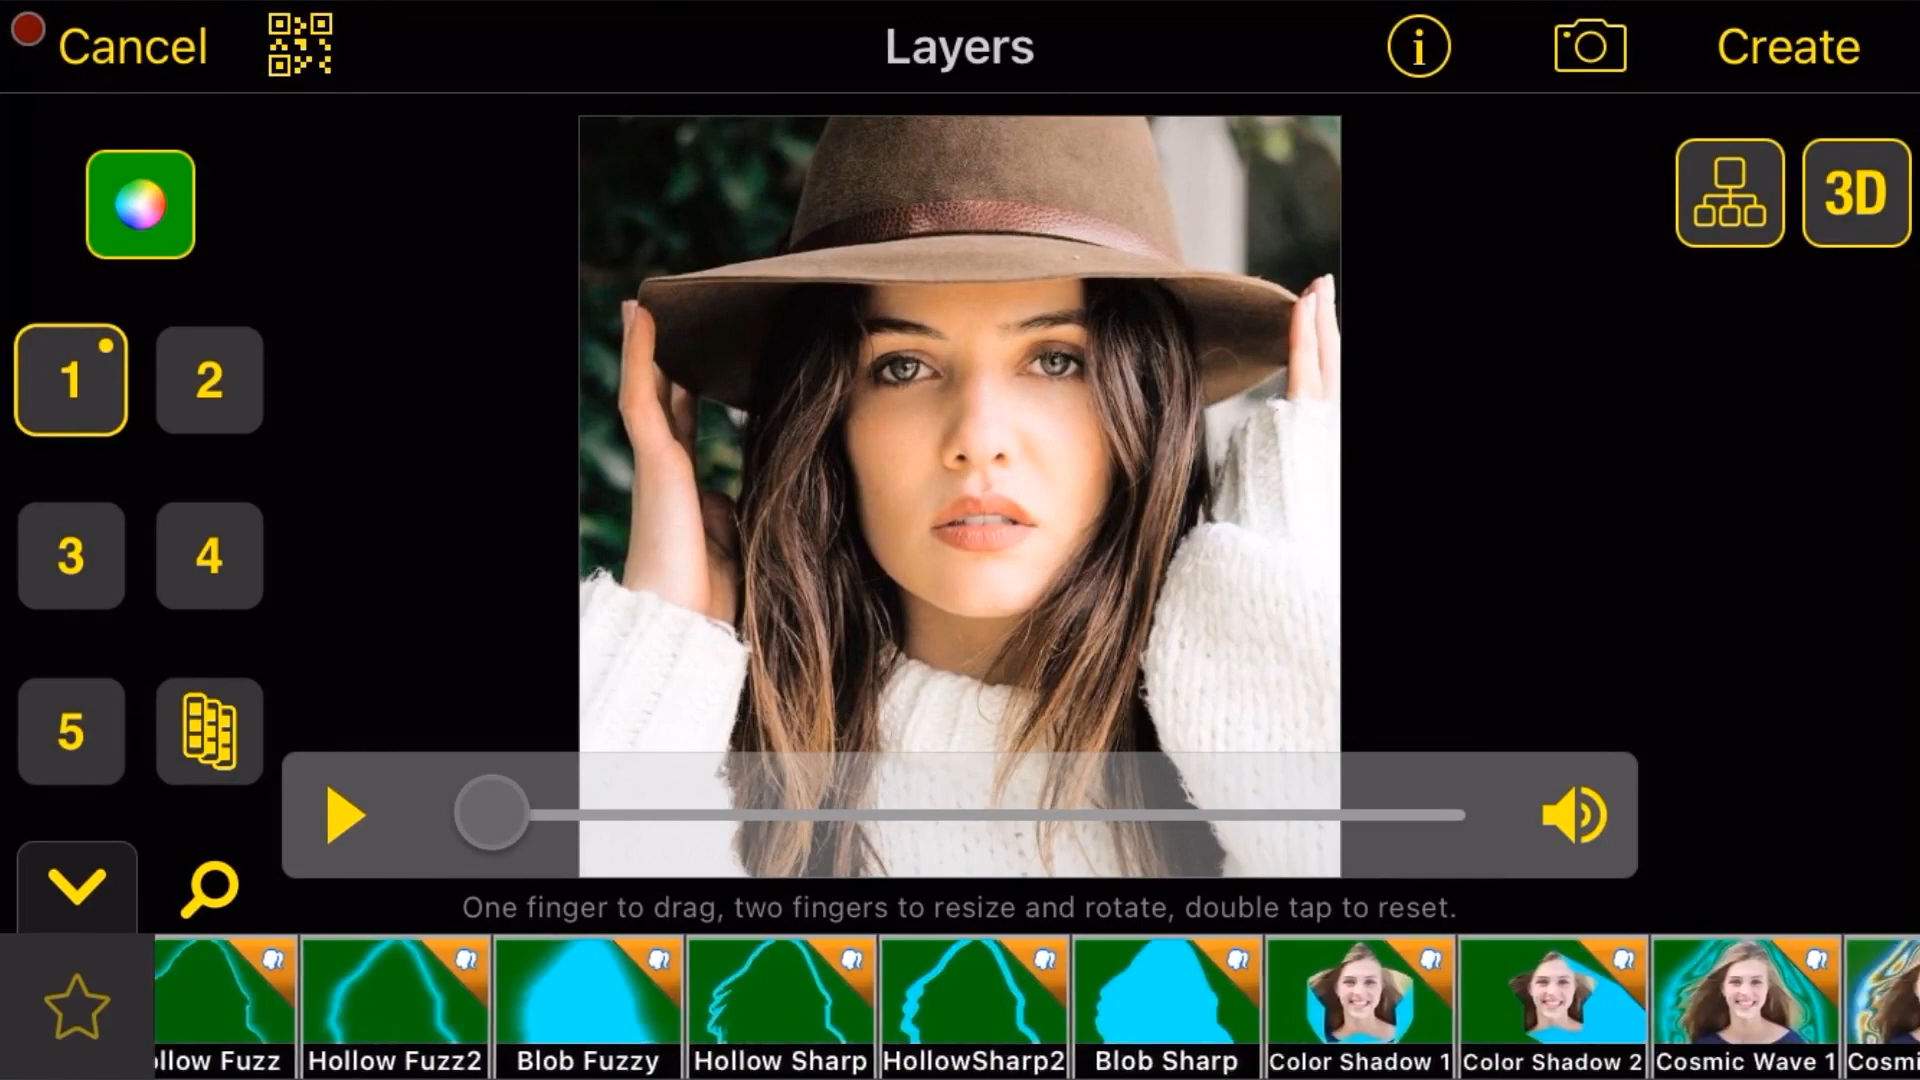 Cancel
Layers
i
Create
3D
1
2
3
4
5
One finger to drag, two fingers to resize and rotate, double tap to reset.
ollow Fuzz
Hollow Fuzz2
Blob Fuzzy
Hollow Sharp
HollowSharp2
Blob Sharp
Color Shadow 1
Color Shadow 2
Cosmic Wave 1
Cosmi